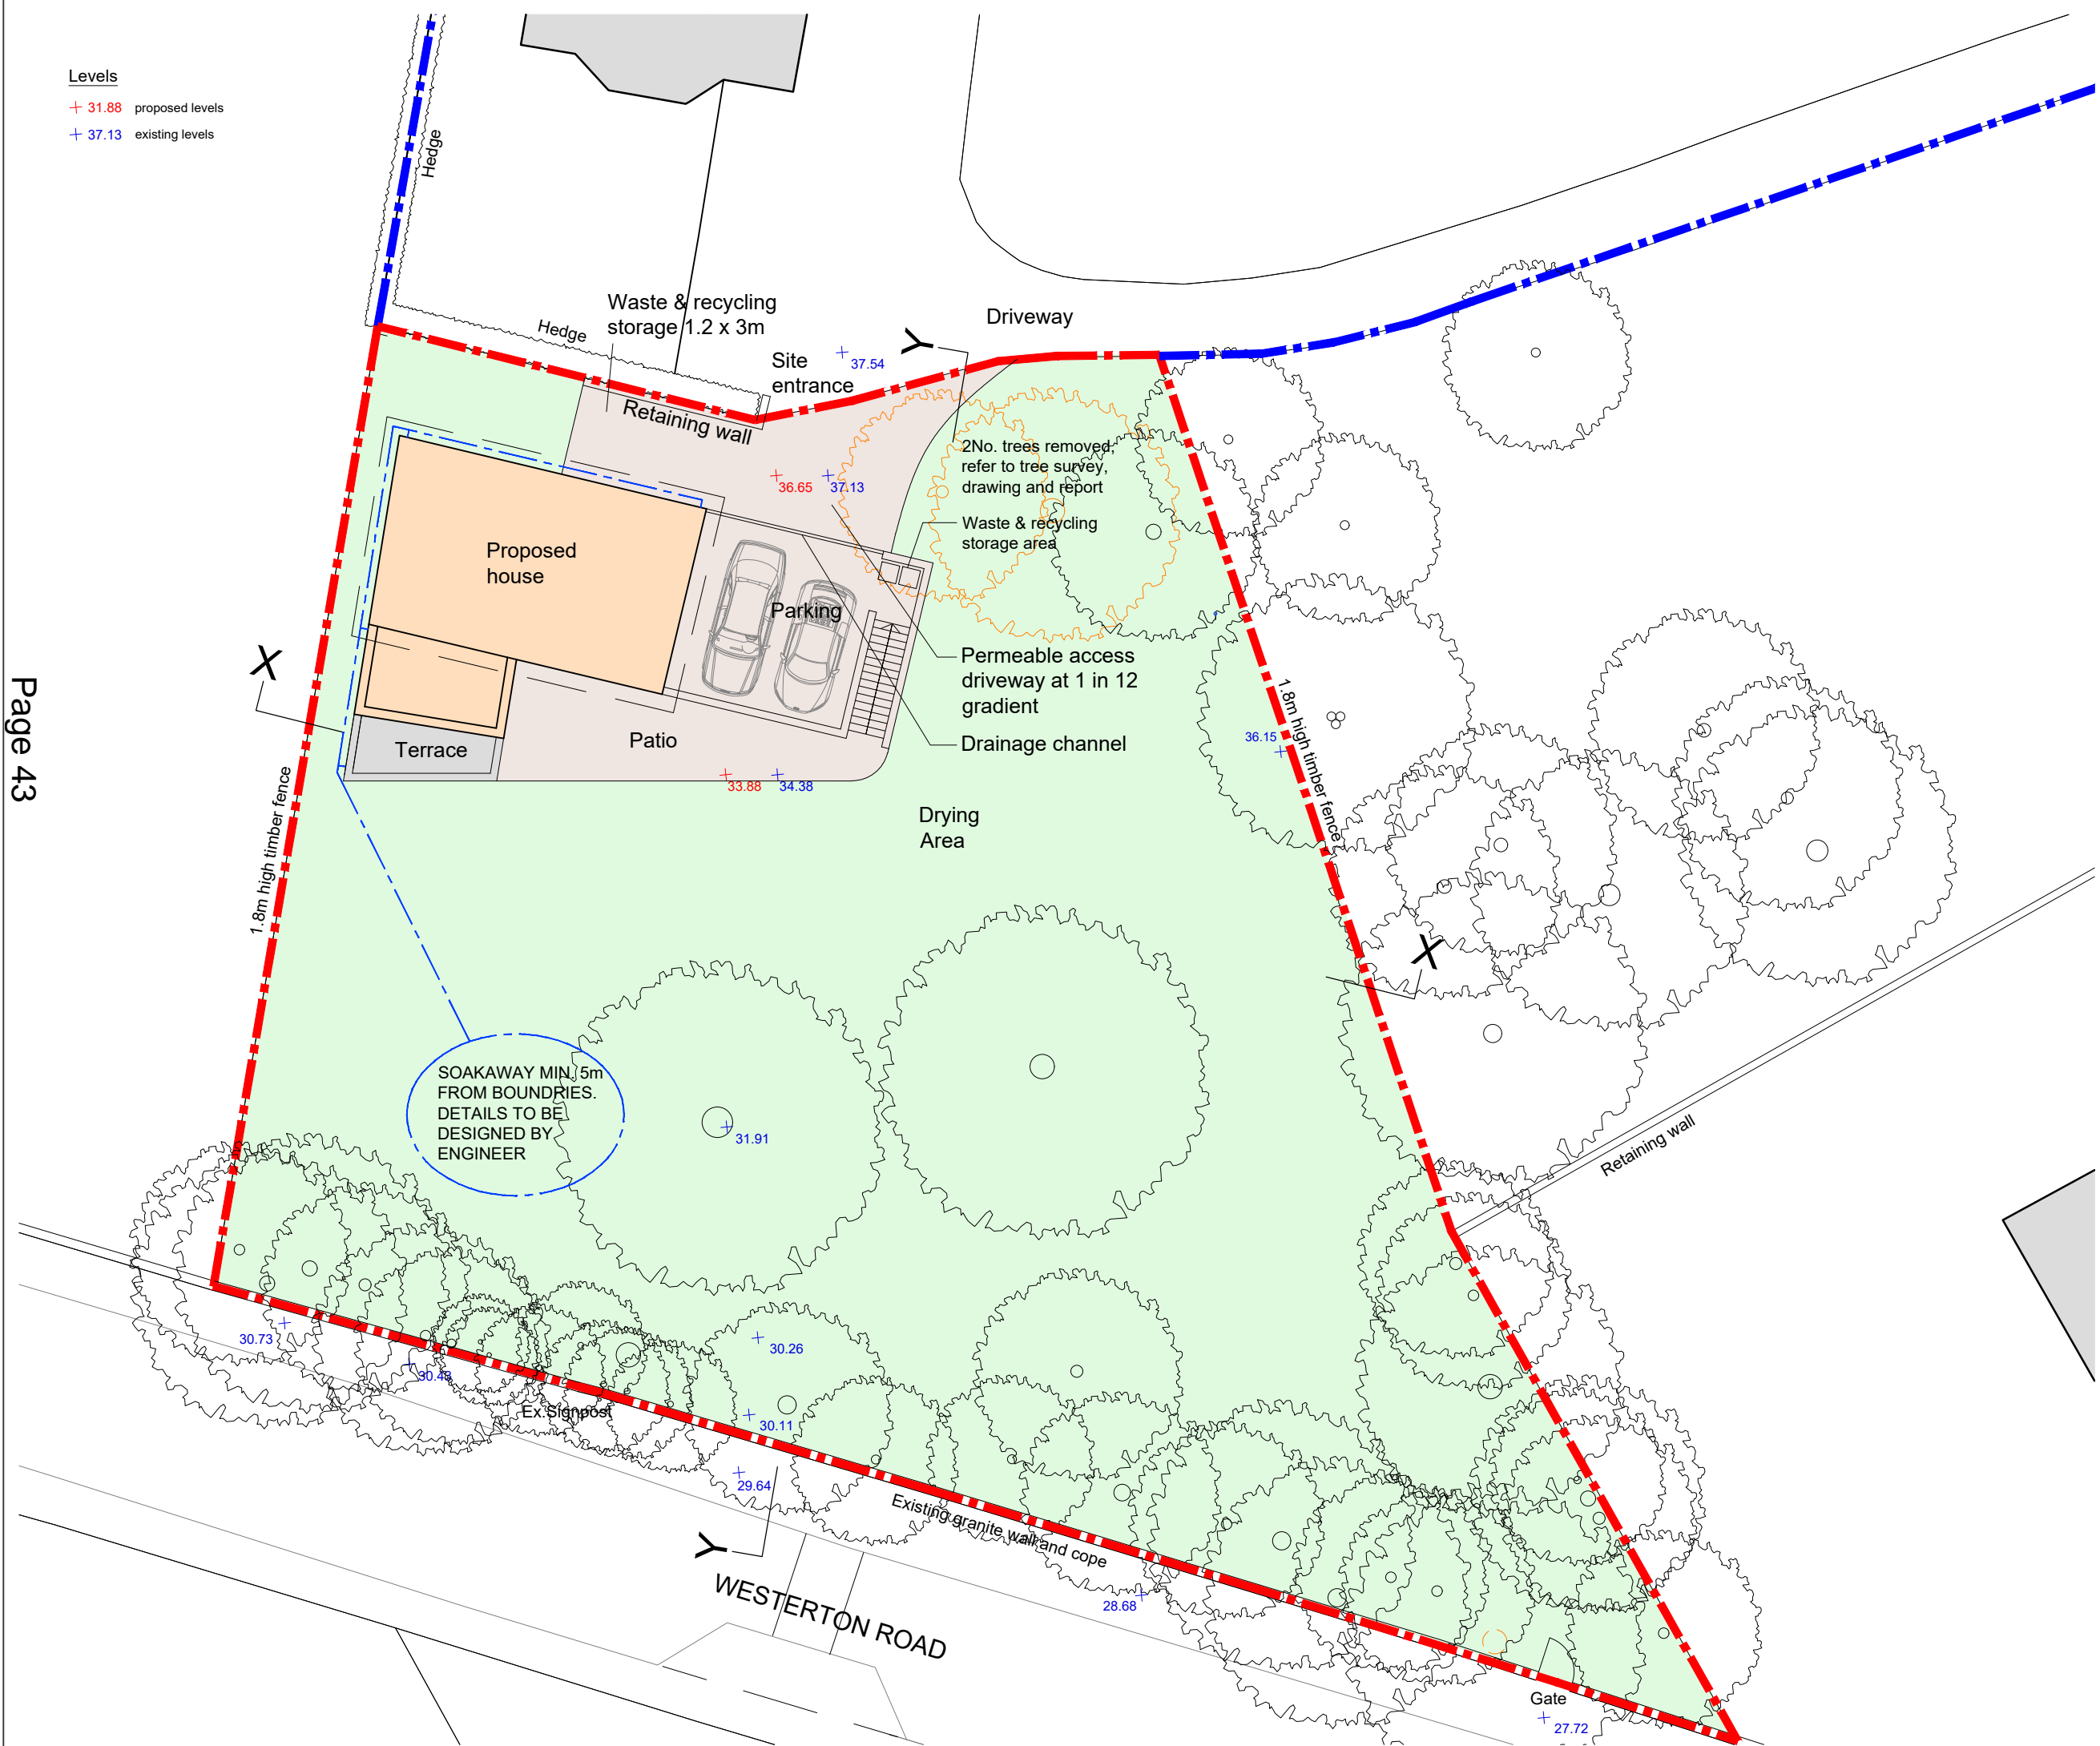 Levels
31.88 proposed levels
37.13 existing levels
Hedge
Waste & recycling
storage 1.2 x 3m
Hedge
Driveway
Y
Site
entrance
37.54
Retaining wall
2No. trees removed,
refer to tree survey,
drawing and report
36.65
37.13
Waste & recycling
storage area
Proposed
house
Parking
X
Permeable access
driveway at 1 in 12
gradient
Drainage channel
Terrace
Patio
33.88
34.38
36.15
1.8m high timber fence
1.8m high timber fence
Drying
Area
X
Page 43
SOAKAWAY MIN. 5m
FROM BOUNDRIES.
DETAILS TO BE
DESIGNED BY
ENGINEER
31.91
Retaining wall
30.73
30.48
30.26
Ex.Signpost
30.11
29.64
Existing granite wall and cope
Y
WESTERTON ROAD
28.68
Gate
27.72